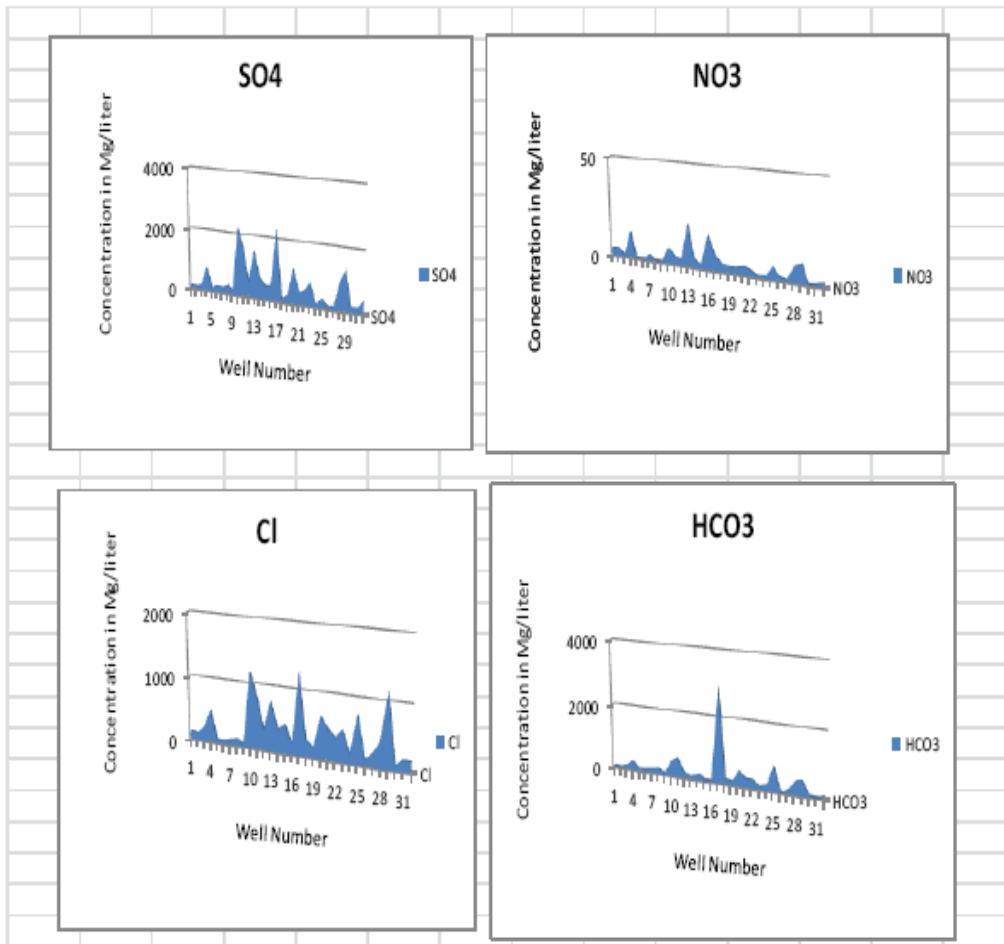 SO4
Concentration in Mg/liter
4000
2000
0
1 5 9 13 17 21 25 29
SO4
Well Number
SO4
NO3
Concentration in Mg/liter
50
0
1 4 7 10 13 16 19 22 25 28 31
NO3
Well Number
NO3
Cl
Concentration in Mg/liter
2000
1000
0
1 4 7 10 13 16 19 22 25 28 31
Cl
Well Number
Cl
HCO3
Concentration in Mg/liter
4000
2000
0
1 4 7 10 13 16 19 22 25 28 31
HCO3
Well Number
HCO3